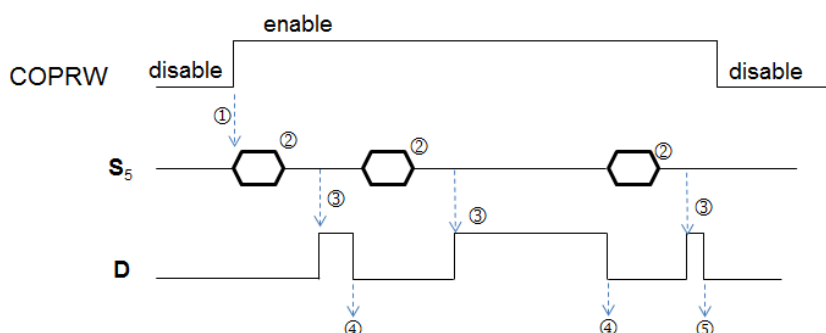 enable
COPRW disable disable
①
② ② ②
S₅
③ ③ ③
D
④ ④ ⑤